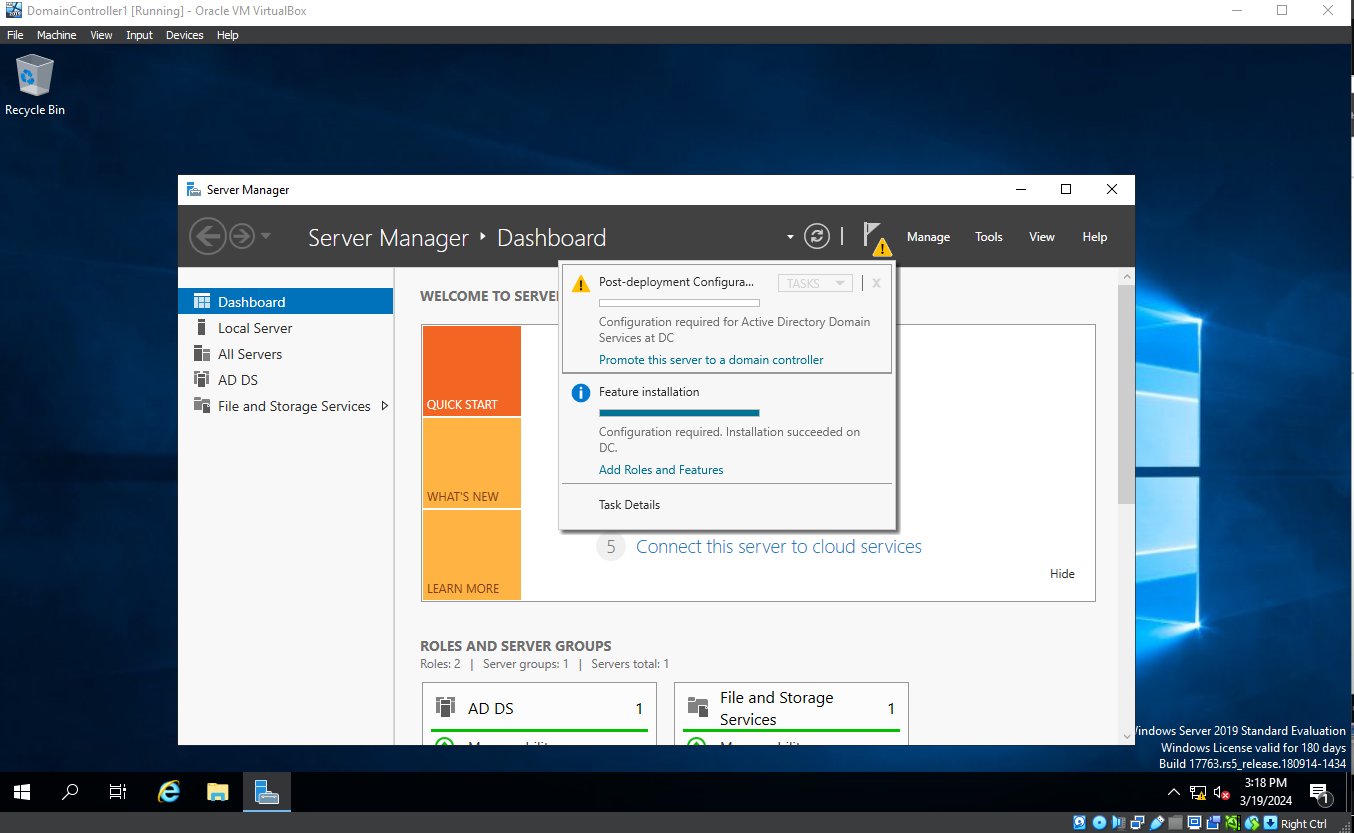 DomainController1 [Running] - Oracle VM VirtualBox
File Machine View Input Devices Help
Recycle Bin
Server Manager
Server Manager ‣ Dashboard
Manage Tools View Help
Dashboard
Local Server
All Servers
AD DS
File and Storage Services
WELCOME TO SERVE
QUICK START
WHAT'S NEW
LEARN MORE
Post-deployment Configura...
TASKS
X
Configuration required for Active Directory Domain
Services at DC
Promote this server to a domain controller
Feature installation
Configuration required. Installation succeeded on
DC.
Add Roles and Features
Task Details
5 Connect this server to cloud services
Hide
ROLES AND SERVER GROUPS
Roles: 2 | Server groups: 1 | Servers total: 1
AD DS 1
File and Storage
Services 1
Windows Server 2019 Standard Evaluation
Windows License valid for 180 days
Build 17763.rs5_release.180914-1434
3:18 PM
3/19/2024
1
Right Ctrl